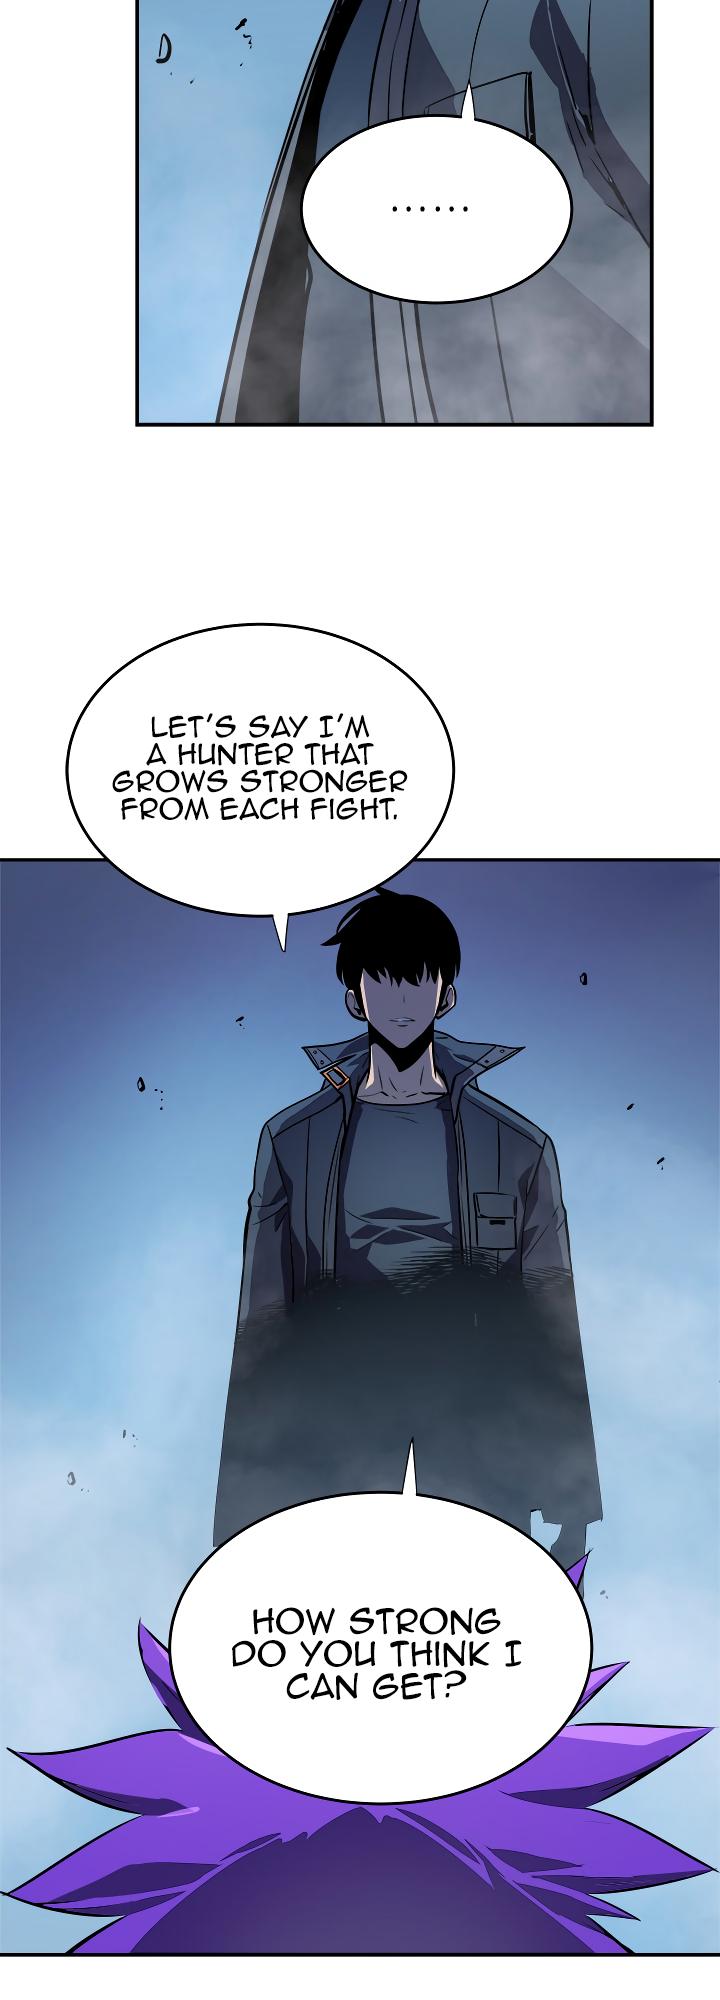 ......
LET'S SAY I'M
A HUNTER THAT
GROWS STRONGER
FROM EACH FIGHT.
HOW STRONG
DO YOU THINK I
CAN GET?